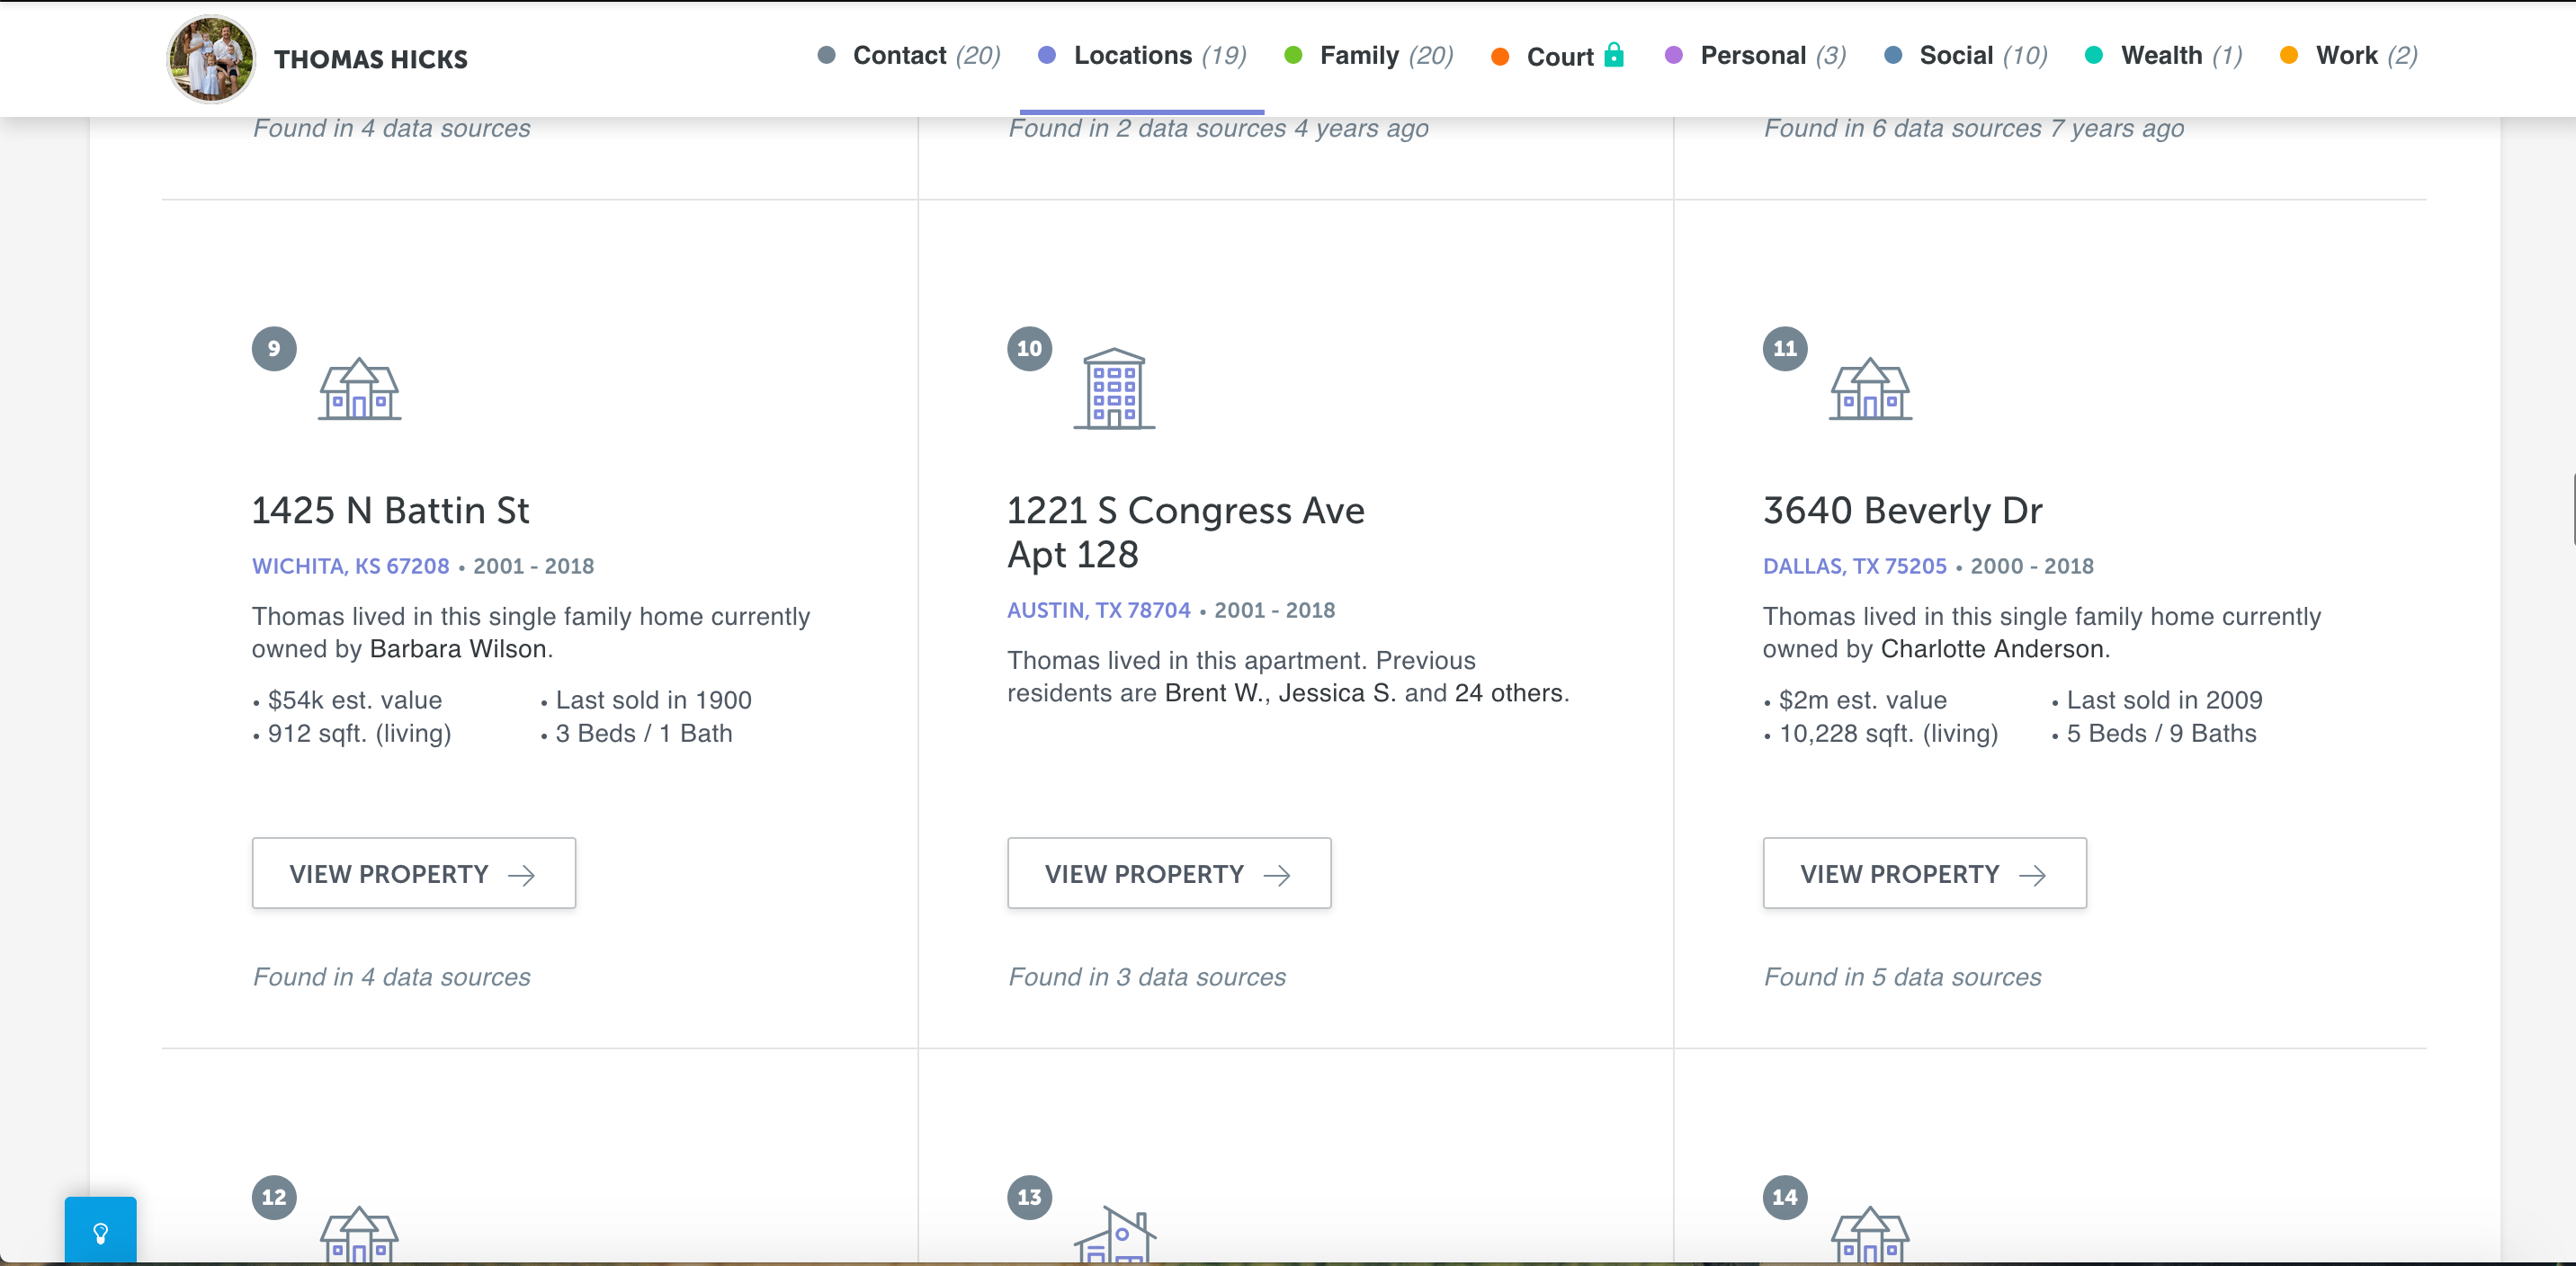 THOMAS HICKS
Contact (20)
Locations (19)
Family (20)
Court
Personal (3)
Social (10)
Wealth (1)
Work (2)
Found in 4 data sources
Found in 2 data sources 4 years ago
Found in 6 data sources 7 years ago
9
1425 N Battin St
WICHITA, KS 67208 • 2001 - 2018
Thomas lived in this single family home currently
owned by Barbara Wilson.
• $54k est. value
• Last sold in 1900
• 912 sqft. (living)
• 3 Beds / 1 Bath
VIEW PROPERTY
Found in 4 data sources
10
1221 S Congress Ave
Apt 128
AUSTIN, TX 78704 • 2001 - 2018
Thomas lived in this apartment. Previous
residents are Brent W., Jessica S. and 24 others.
VIEW PROPERTY
Found in 3 data sources
11
3640 Beverly Dr
DALLAS, TX 75205 • 2000 - 2018
Thomas lived in this single family home currently
owned by Charlotte Anderson.
• $2m est. value
• Last sold in 2009
• 10,228 sqft. (living)
• 5 Beds / 9 Baths
VIEW PROPERTY
Found in 5 data sources
12
13
14